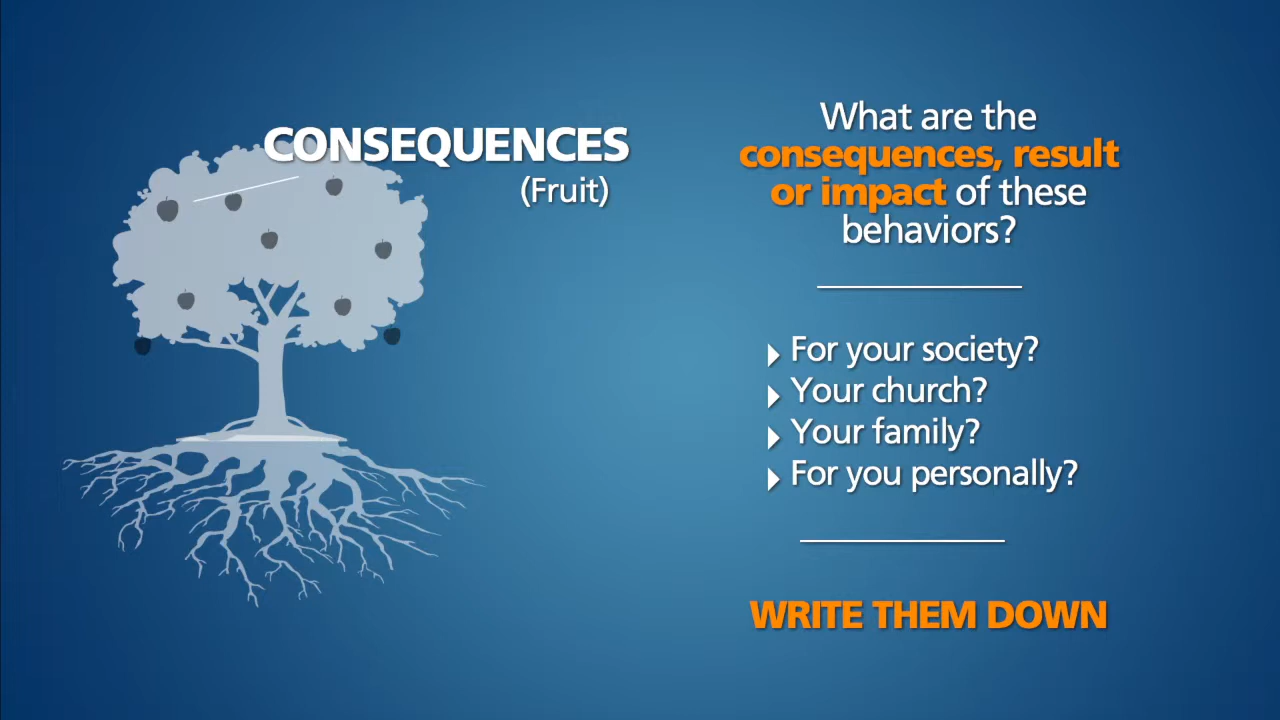 CONSEQUENCES
(Fruit)
What are the
consequences, result
or impact of these
behaviors?
For your society?
Your church?
Your family?
For you personally?
WRITE THEM DOWN